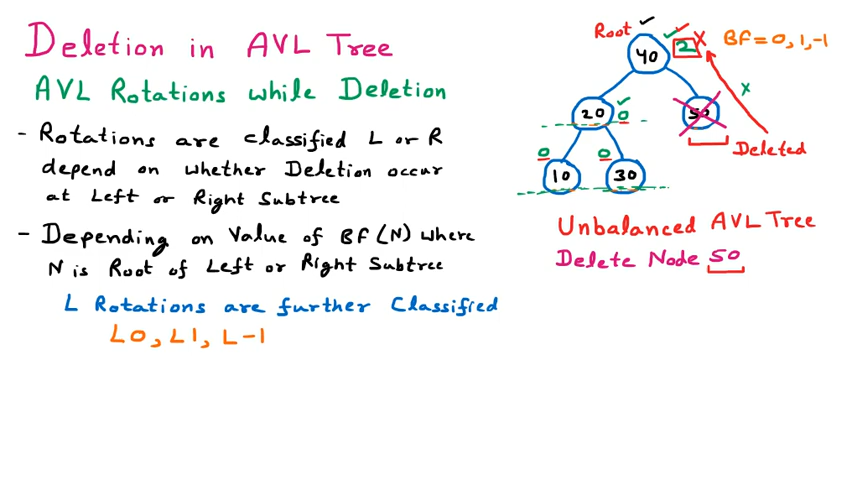 Deletion in AVL Tree
AVL Rotations while Deletion
- Rotations are classified L or R
depend on whether Deletion occur
at Left or Right Subtree
- Depending on Value of BF(N) where
N is Root of Left or Right Subtree
L Rotations are further Classified
L0, L1, L-1
Root
40
2
BF = 0, 1, -1
20
0
50
Deleted
0
0
10
30
Unbalanced AVL Tree
Delete Node 50